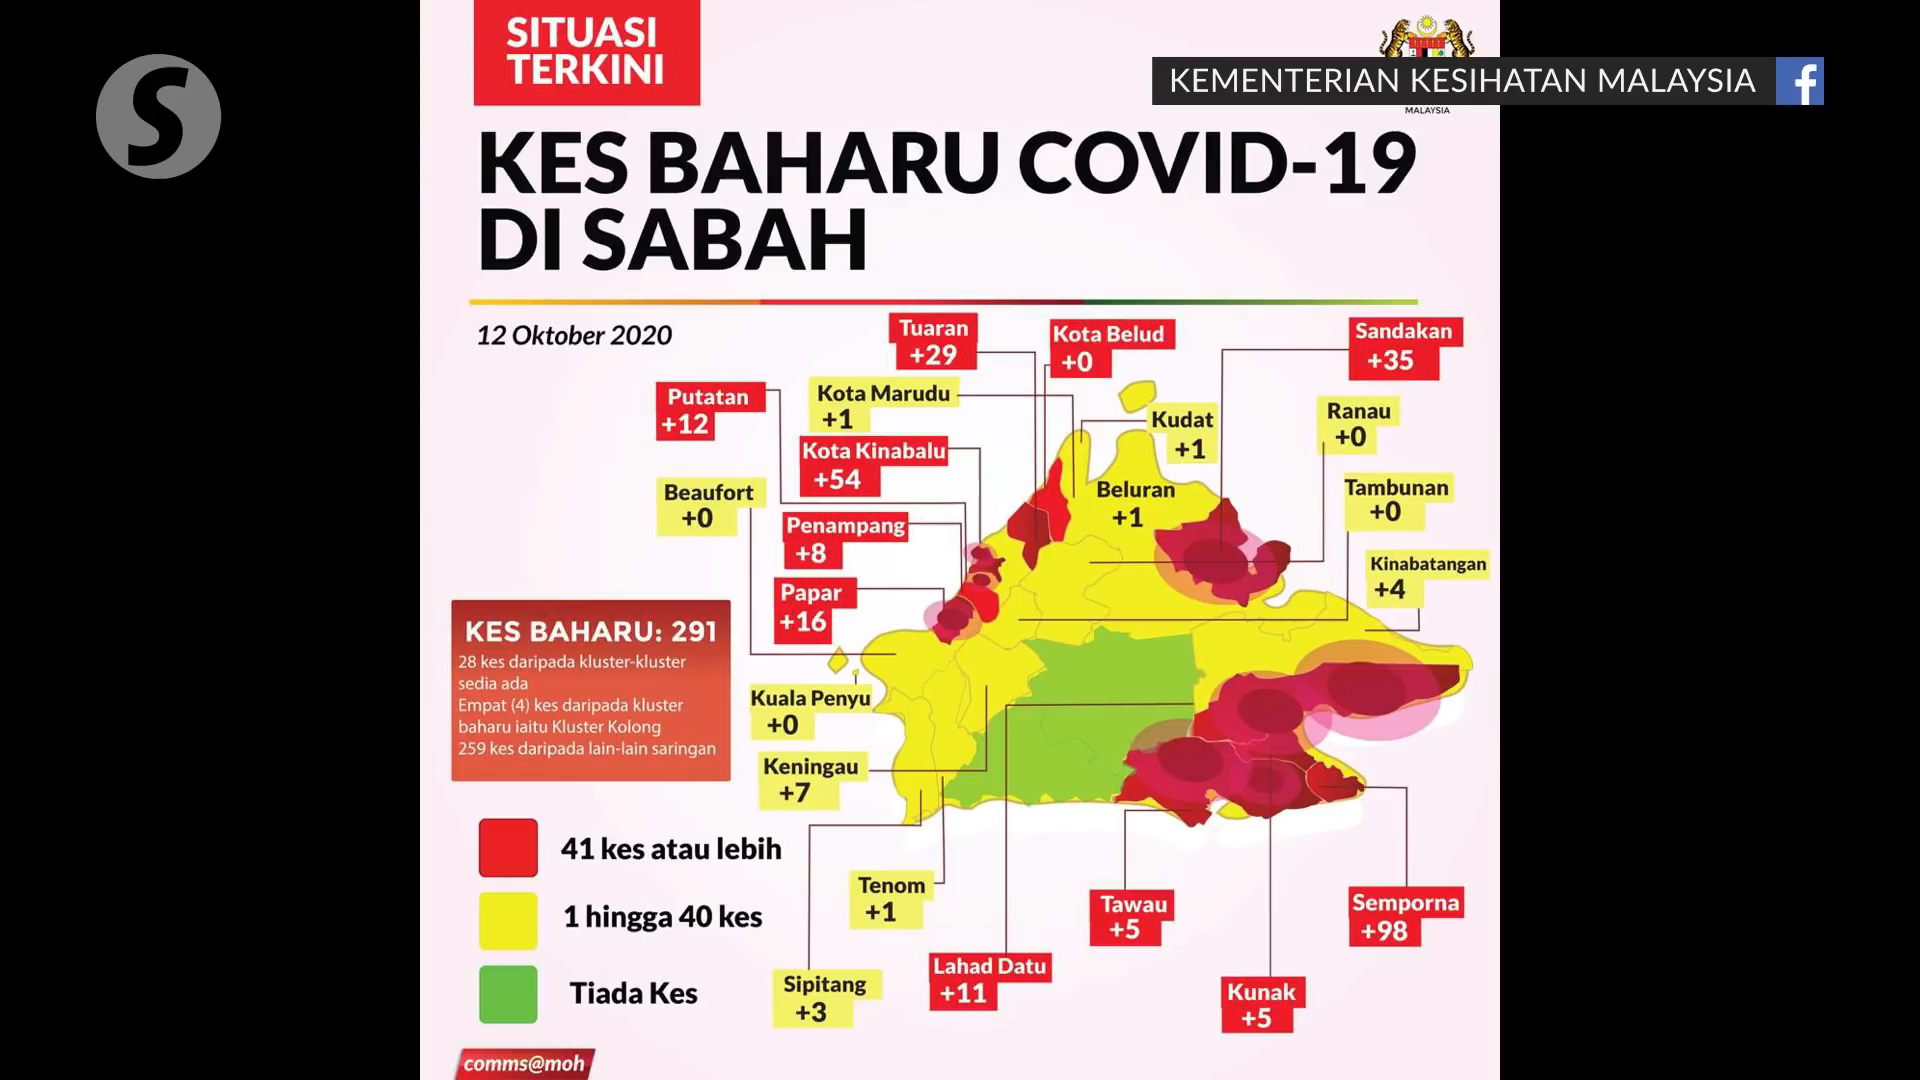 SITUASI
TERKINI
S
KEMENTERIAN KESIHATAN MALAYSIA f
MALAYSIA
KES BAHARU COVID-19
DI SABAH
12 Oktober 2020
Tuaran
+29
Kota Belud
+0
Sandakan
+35
Putatan
+12
Kota Marudu
+1
Kudat
+1
Ranau
+0
Kota Kinabalu
+54
Beaufort
+0
Beluran
+1
Tambunan
+0
Penampang
+8
Kinabatangan
+4
Papar
+16
KES BAHARU: 291
28 kes daripada kluster-kluster
sedia ada
Empat (4) kes daripada kluster
baharu iaitu Kluster Kolong
259 kes daripada lain-lain saringan
Kuala Penyu
+0
Keningau
+7
41 kes atau lebih
1 hingga 40 kes
Tiada Kes
Tenom
+1
Tawau
+5
Semporna
+98
Sipitang
+3
Lahad Datu
+11
Kunak
+5
comms@moh